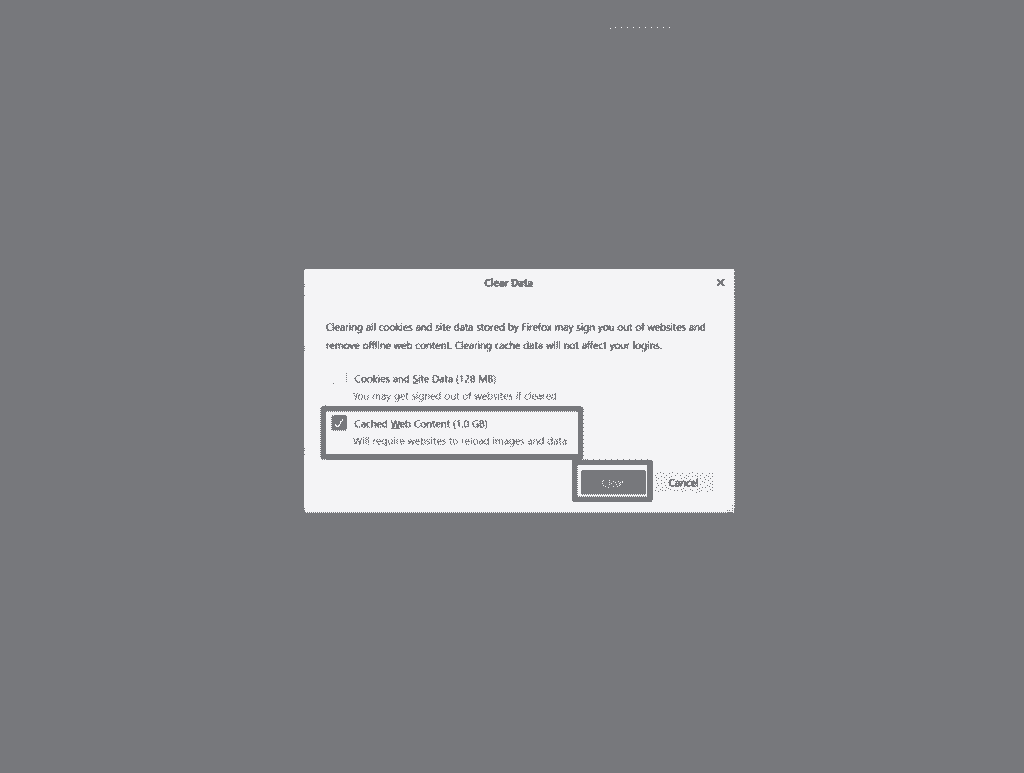 Clear Data
Clearing all cookies and site data stored by Firefox may sign you out of websites and
remove offline web content. Clearing cache data will not affect your logins.
Cookies and Site Data (128 MB)
You may get signed out of websites if cleared
Cached Web Content (1.0 GB)
Will require websites to reload images and data
Clear
Cancel